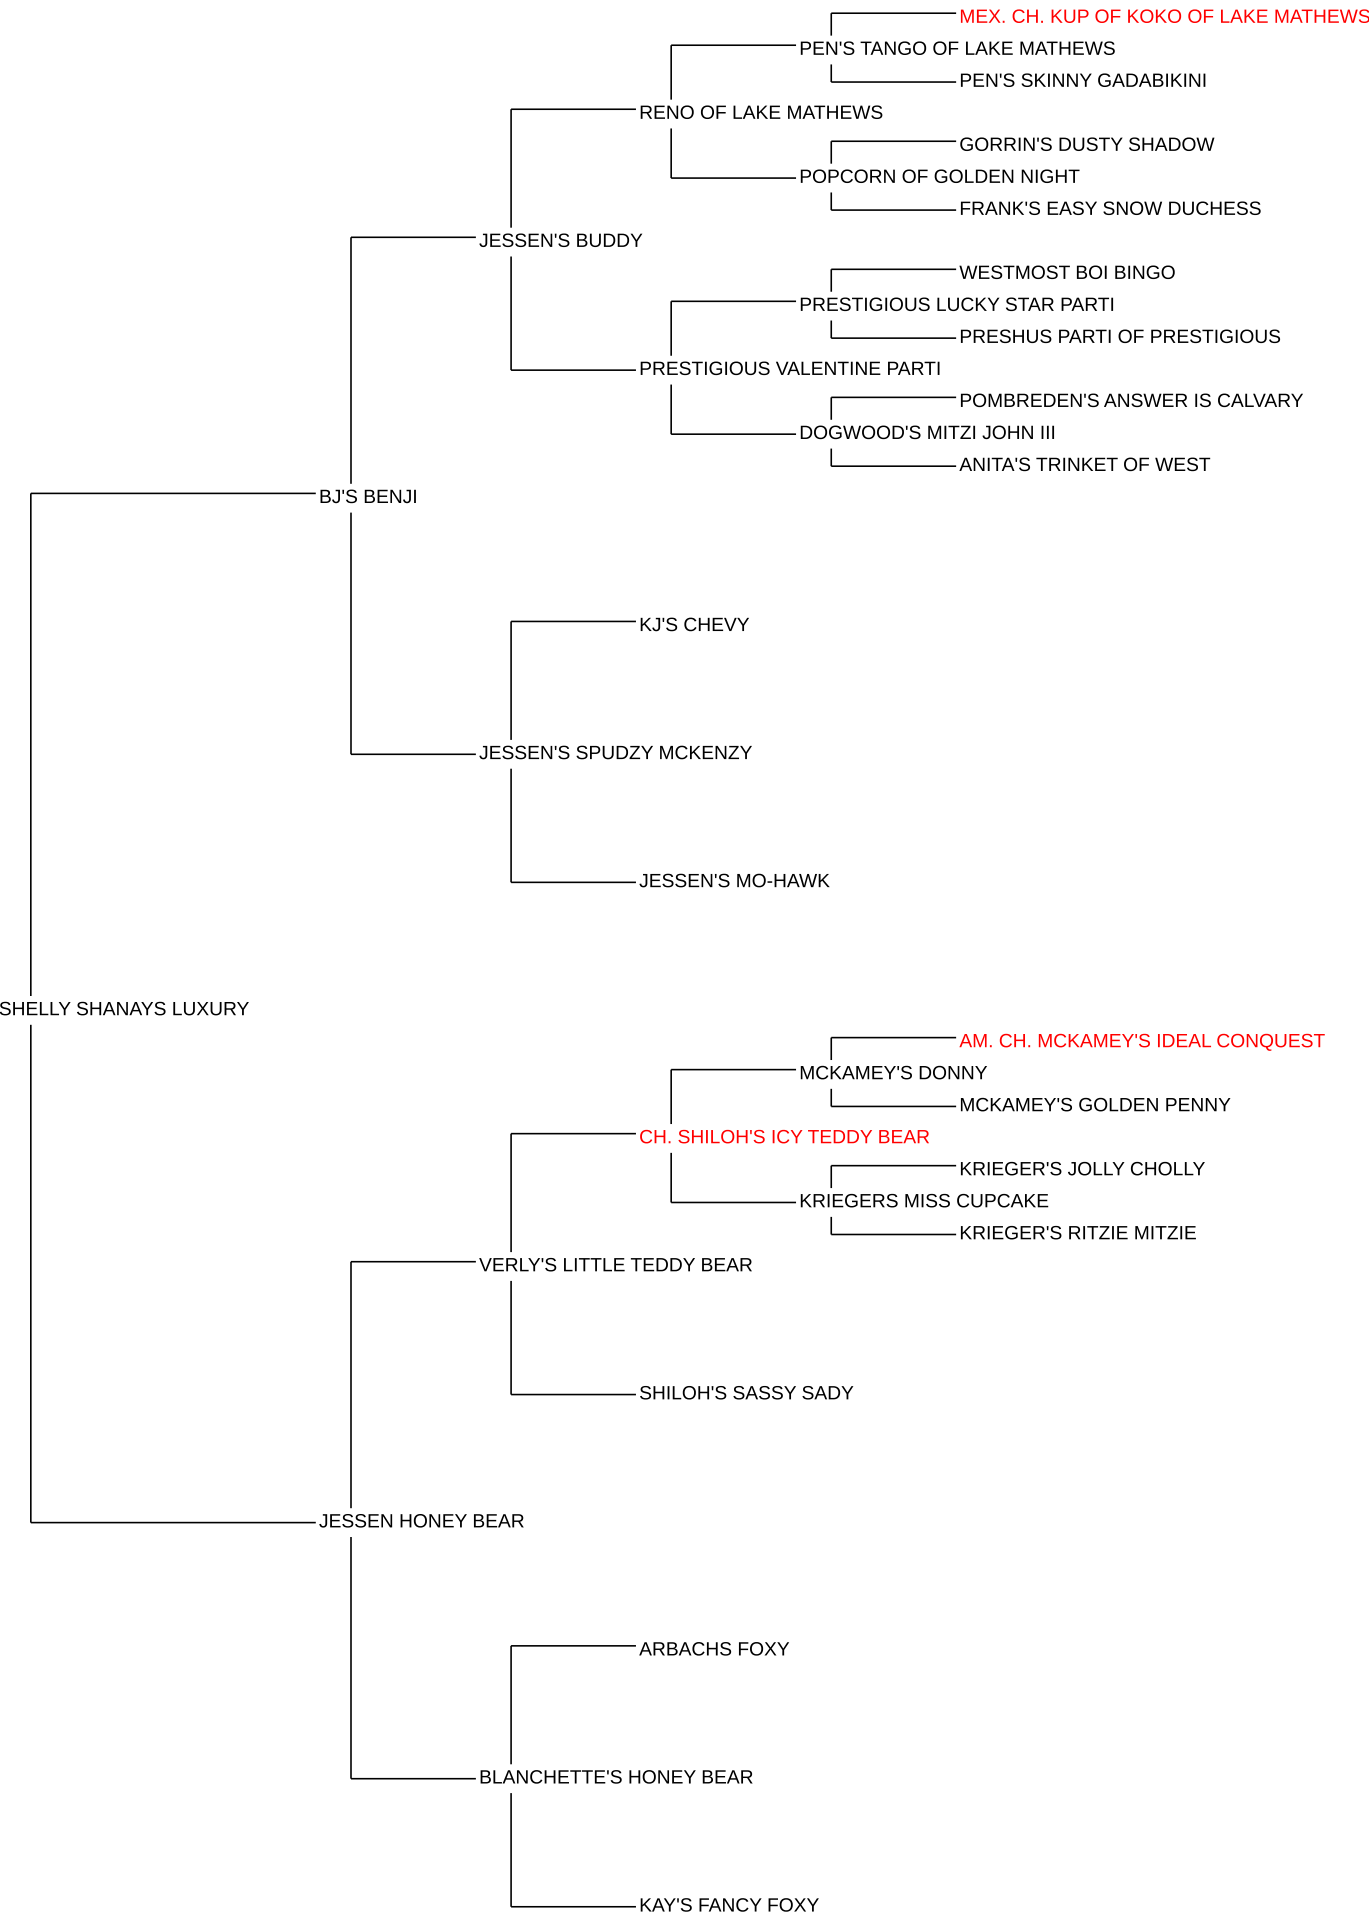 MEX. CH. KUP OF KOKO OF LAKE MATHEWS
PEN'S TANGO OF LAKE MATHEWS
PEN'S SKINNY GADABIKINI
RENO OF LAKE MATHEWS
GORRIN'S DUSTY SHADOW
POPCORN OF GOLDEN NIGHT
FRANK'S EASY SNOW DUCHESS
JESSEN'S BUDDY
WESTMOST BOI BINGO
PRESTIGIOUS LUCKY STAR PARTI
PRESHUS PARTI OF PRESTIGIOUS
PRESTIGIOUS VALENTINE PARTI
POMBREDEN'S ANSWER IS CALVARY
DOGWOOD'S MITZI JOHN III
ANITA'S TRINKET OF WEST
BJ'S BENJI
KJ'S CHEVY
JESSEN'S SPUDZY MCKENZY
JESSEN'S MO-HAWK
SHELLY SHANAYS LUXURY
AM. CH. MCKAMEY'S IDEAL CONQUEST
MCKAMEY'S DONNY
MCKAMEY'S GOLDEN PENNY
CH. SHILOH'S ICY TEDDY BEAR
KRIEGER'S JOLLY CHOLLY
KRIEGERS MISS CUPCAKE
KRIEGER'S RITZIE MITZIE
VERLY'S LITTLE TEDDY BEAR
SHILOH'S SASSY SADY
JESSEN HONEY BEAR
ARBACHS FOXY
BLANCHETTE'S HONEY BEAR
KAY'S FANCY FOXY